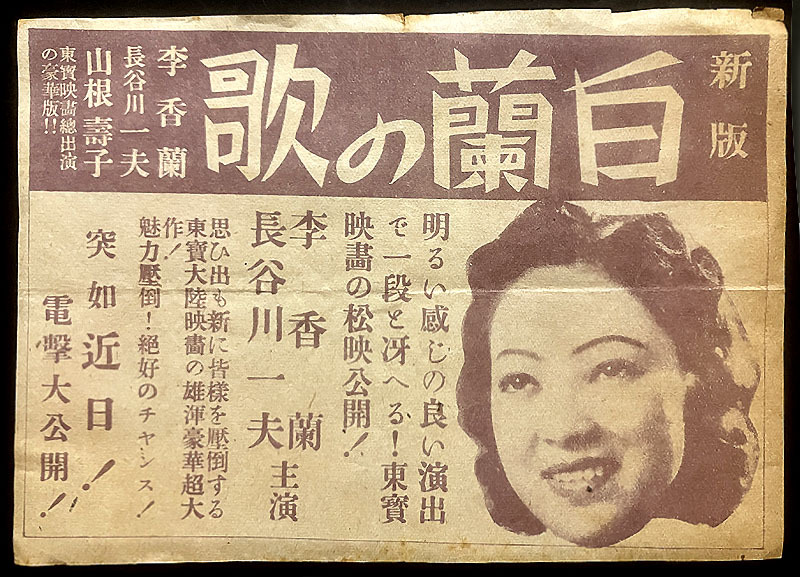 新版
白蘭の歌
李香蘭
長谷川一夫
山根壽子
東寶映畫總出演
の豪華版!!
明るい感じの良い演出
で一段と冴へる!東寶
映畫の松映公開!
李香蘭
長谷川一夫
主演
思ひ出も新に皆樣を壓倒する
東寶大陸映畫の雄渾豪華超大
作!
魅力壓倒!絕好のチャンス!
突如近日!
電擊大公開!